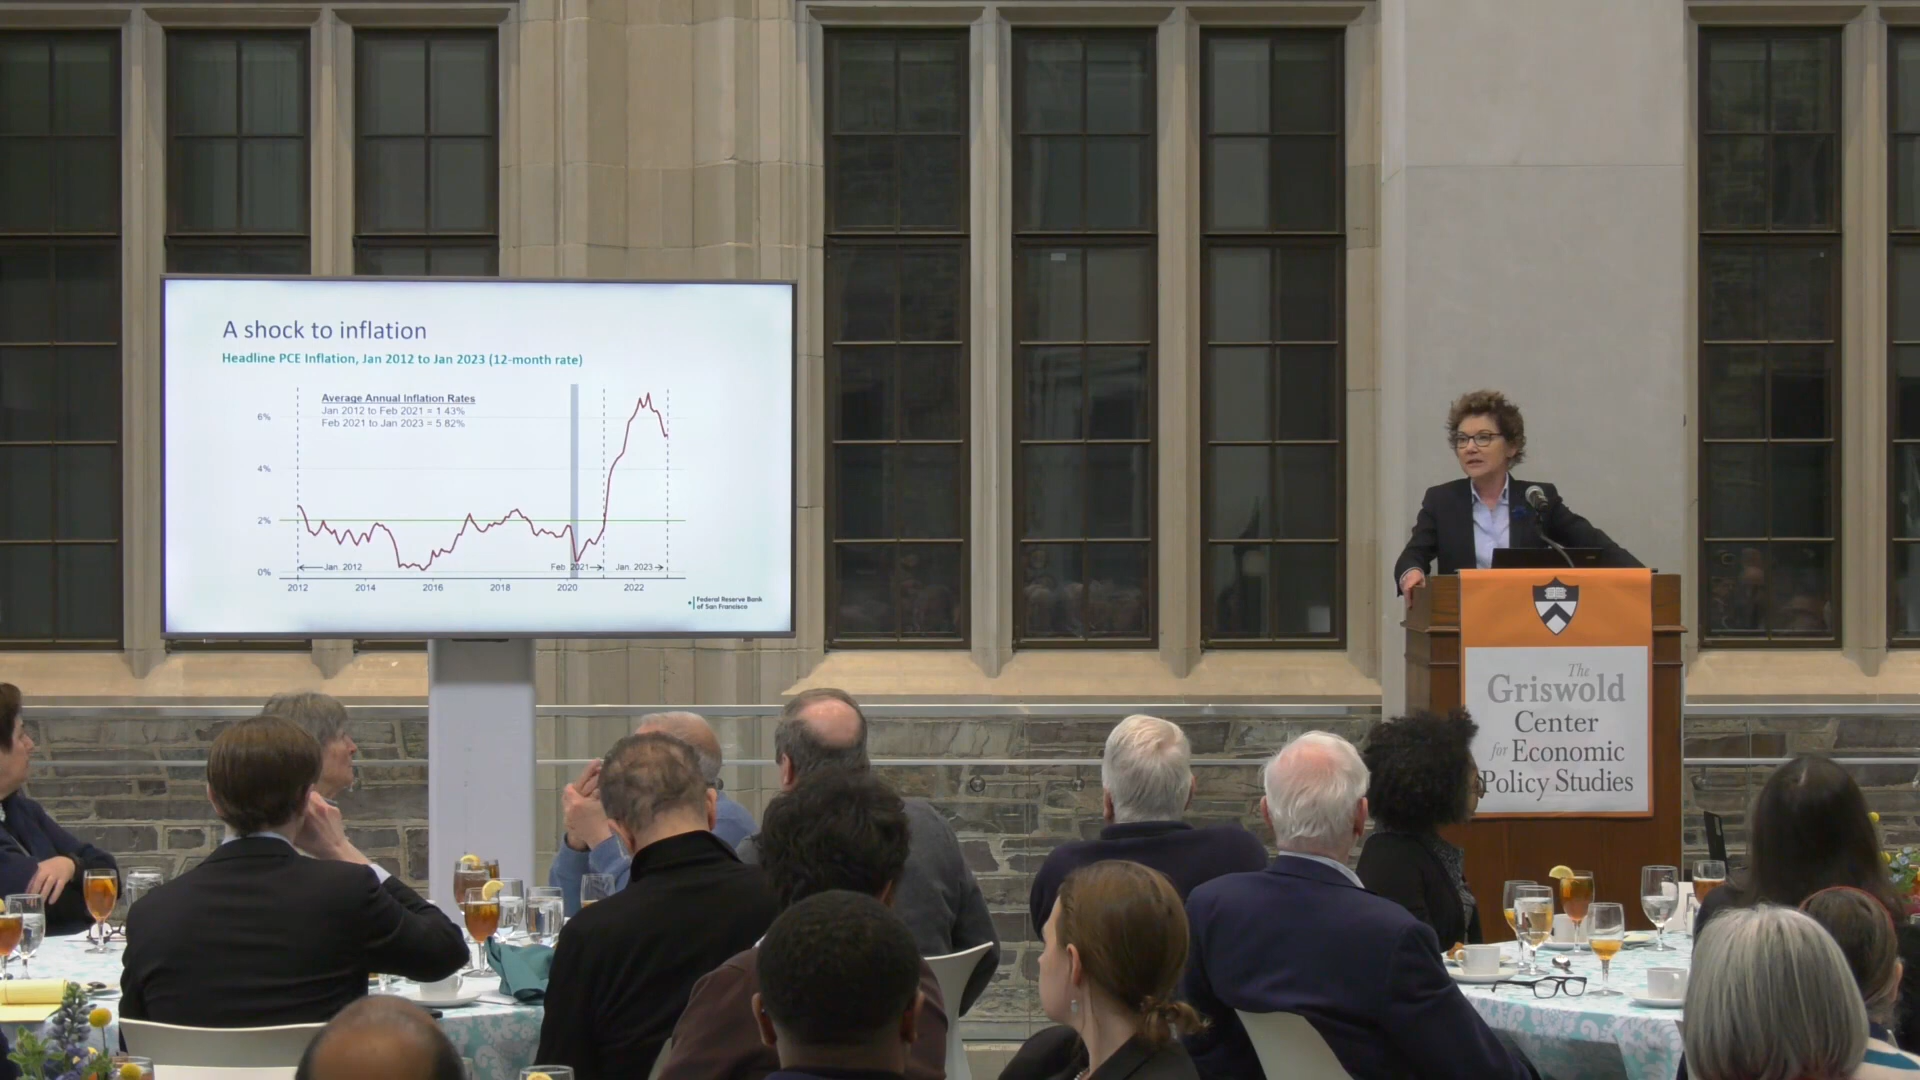 A shock to inflation
Headline PCE Inflation, Jan 2012 to Jan 2023 (12-month rate)
Average Annual Inflation Rates
Jan 2012 to Feb 2021 = 1.43%
Feb 2021 to Jan 2023 = 5.82%
6%
4%
2%
0%
Jan. 2012
Feb. 2021
Jan. 2023
2012 2014 2016 2018 2020 2022
Federal Reserve Bank
of San Francisco
The
Griswold
Center
for Economic
Policy Studies